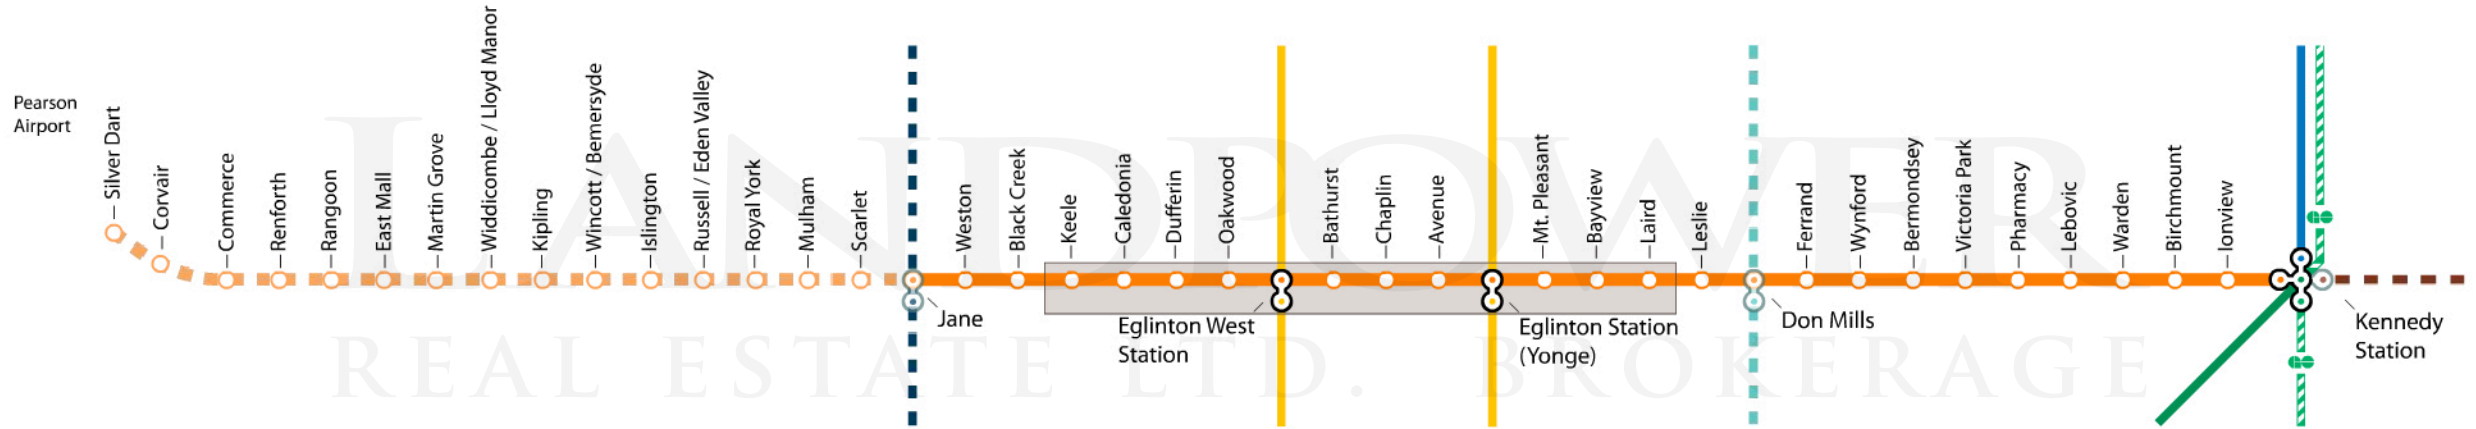 Pearson
Airport
Silver Dart
Corvair
Commerce
Renforth
Rangoon
East Mall
Martin Grove
Widdicombe / Lloyd Manor
Kipling
Wincott / Bemersyde
Islington
Russell / Eden Valley
Royal York
Mulham
Scarlet
Jane
Weston
Black Creek
Keele
Caledonia
Dufferin
Oakwood
Eglinton West
Station
Bathurst
Chaplin
Avenue
Eglinton Station
(Yonge)
Mt. Pleasant
Bayview
Laird
Leslie
Don Mills
Ferrand
Wynford
Bermondsey
Victoria Park
Pharmacy
Lebovic
Warden
Birchmount
Ionview
Kennedy
Station
LANDPOWER
REAL ESTATE LTD. BROKERAGE